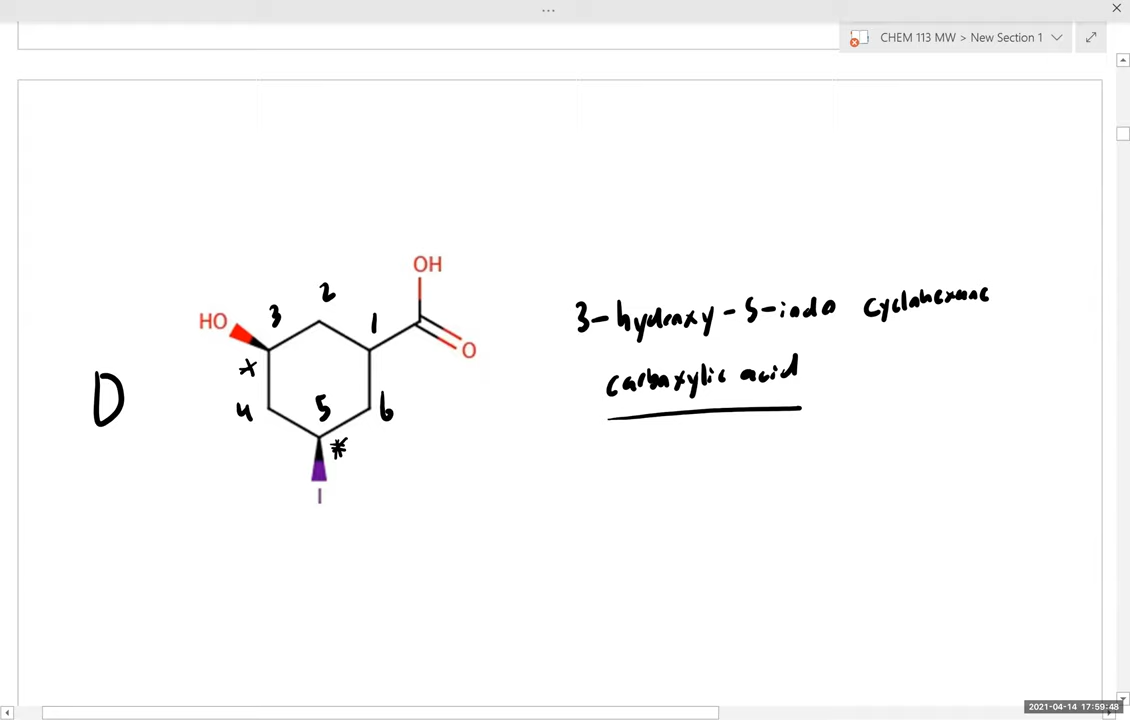 ...
CHEM 113 MW > New Section 1
OH
2
HO 3 1
O
*
D
4 5 6
*
I
3-hydroxy-5-iodo cyclohexane
carboxylic acid
2021-04-14 17:59:48